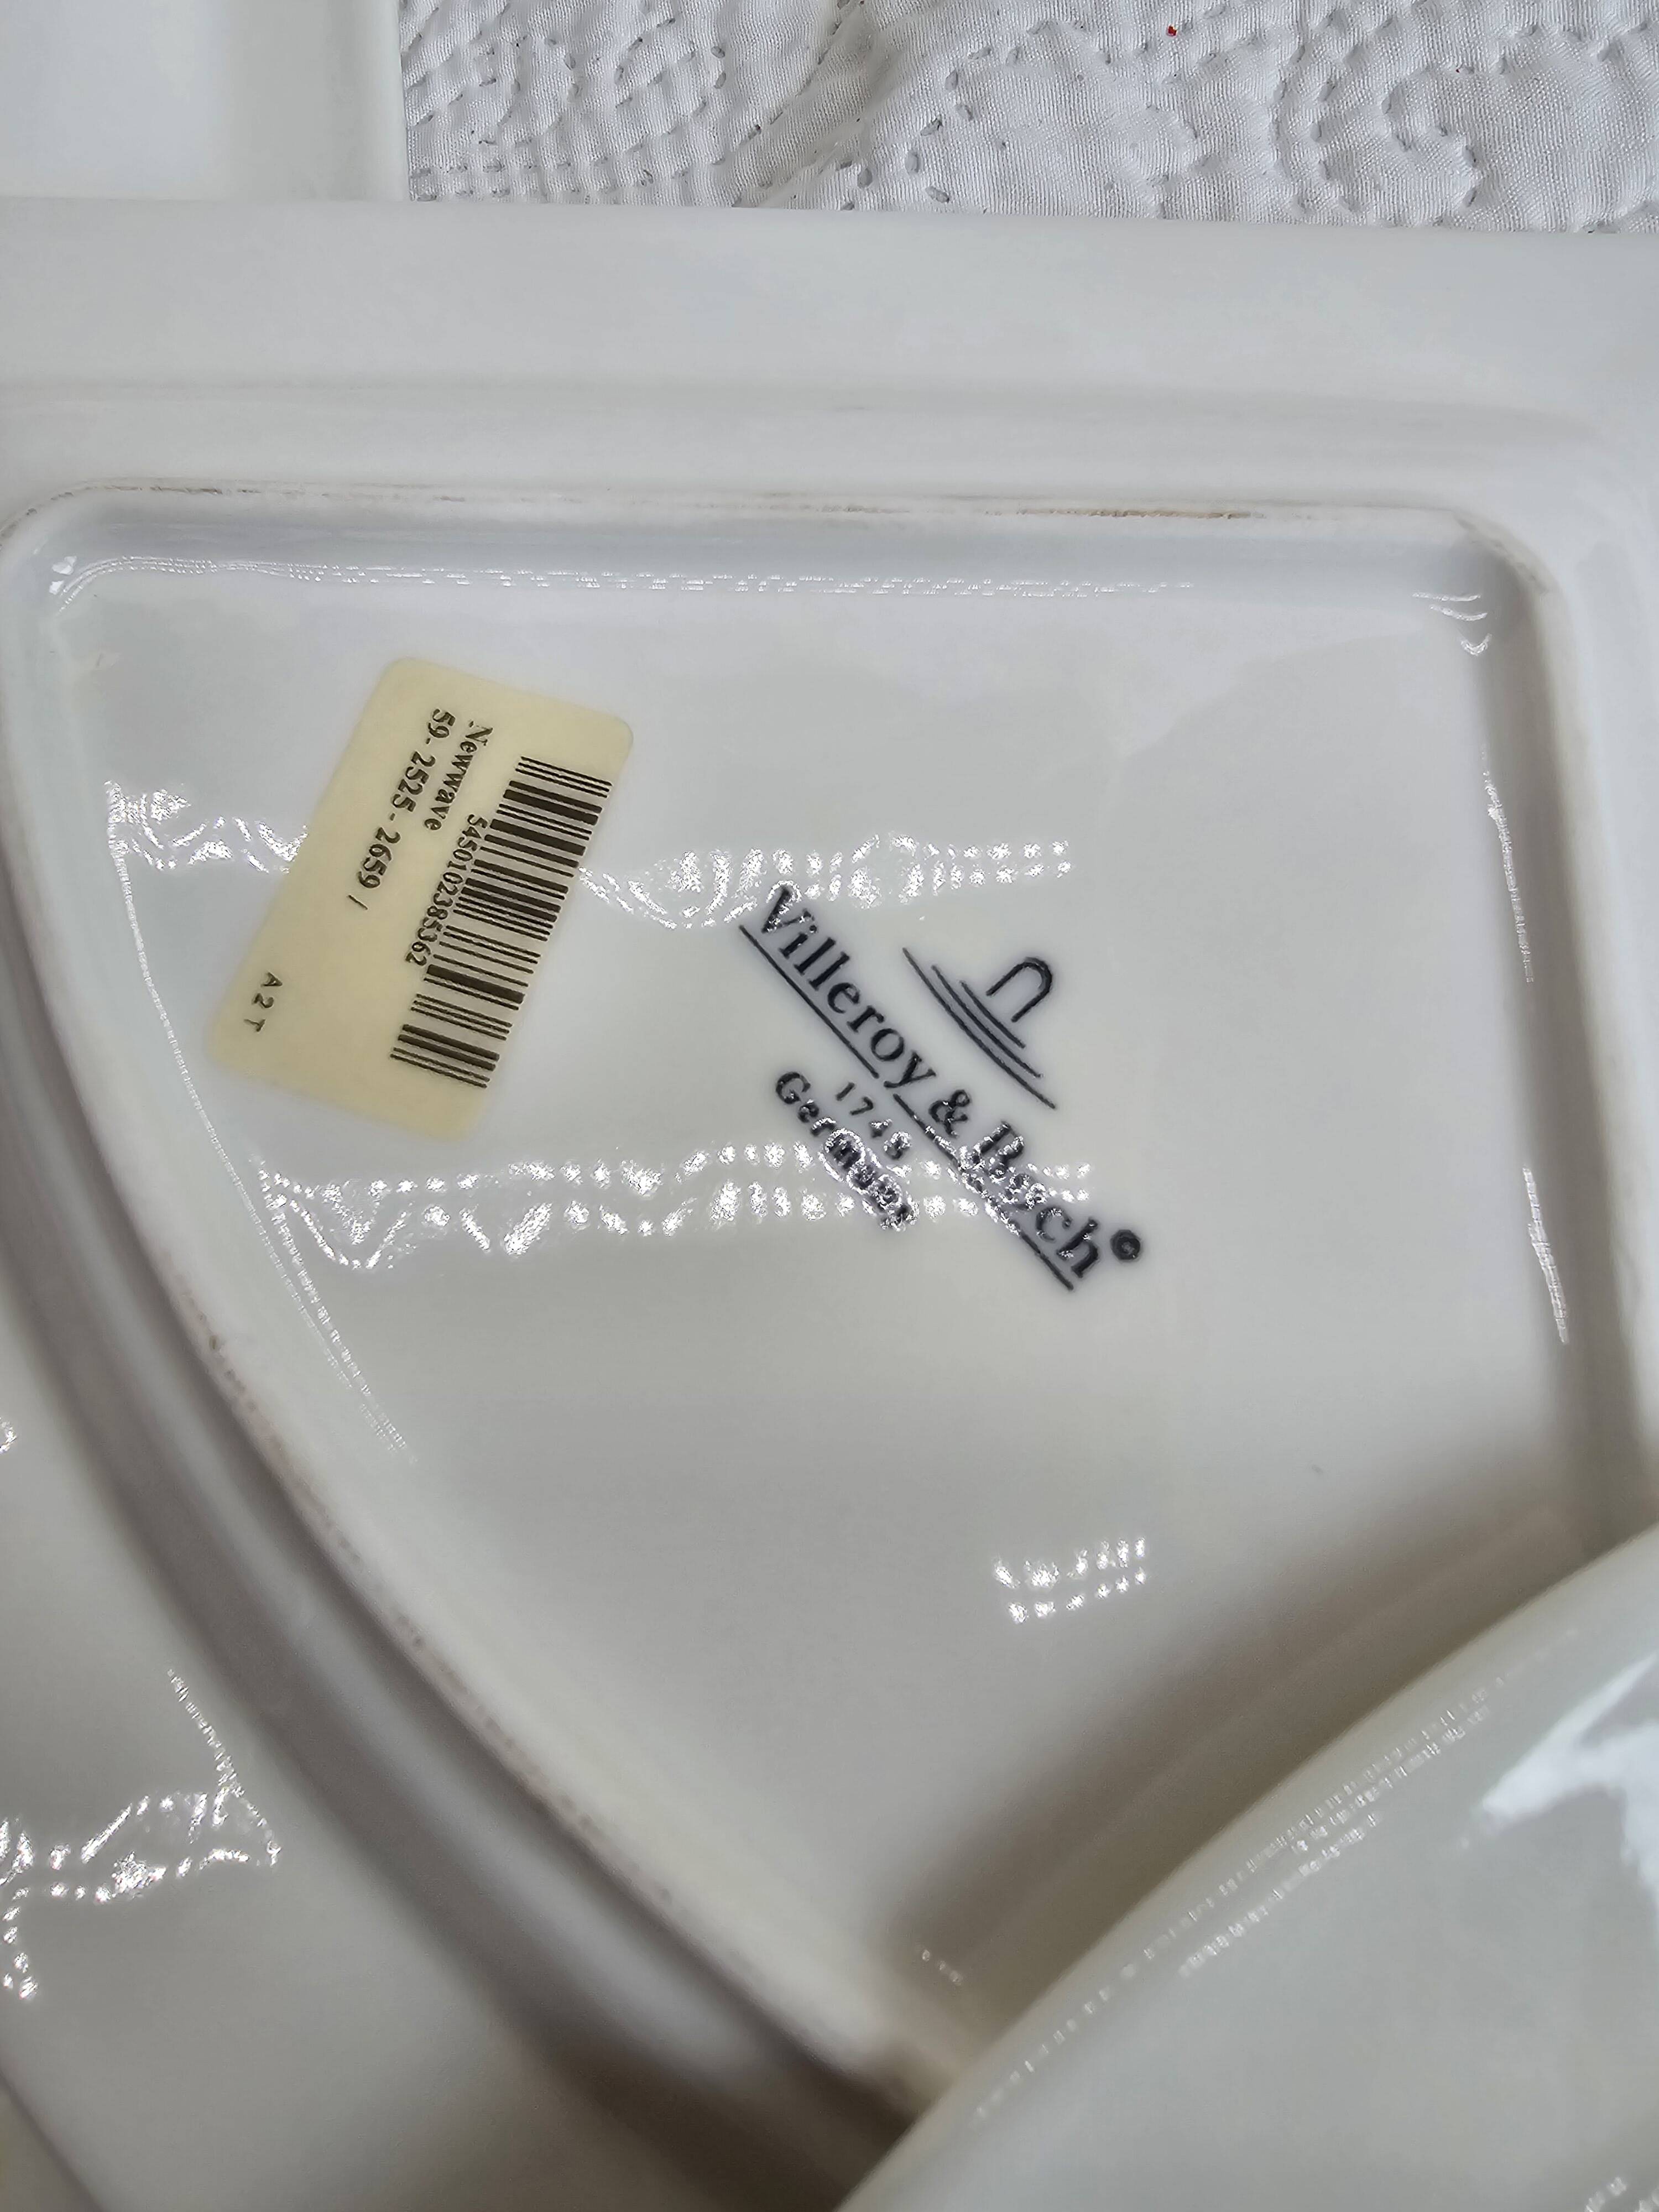 5450102385362
Newwave
59-2525-2659 /
A2T
Villeroy & Boch©
1748
Germany